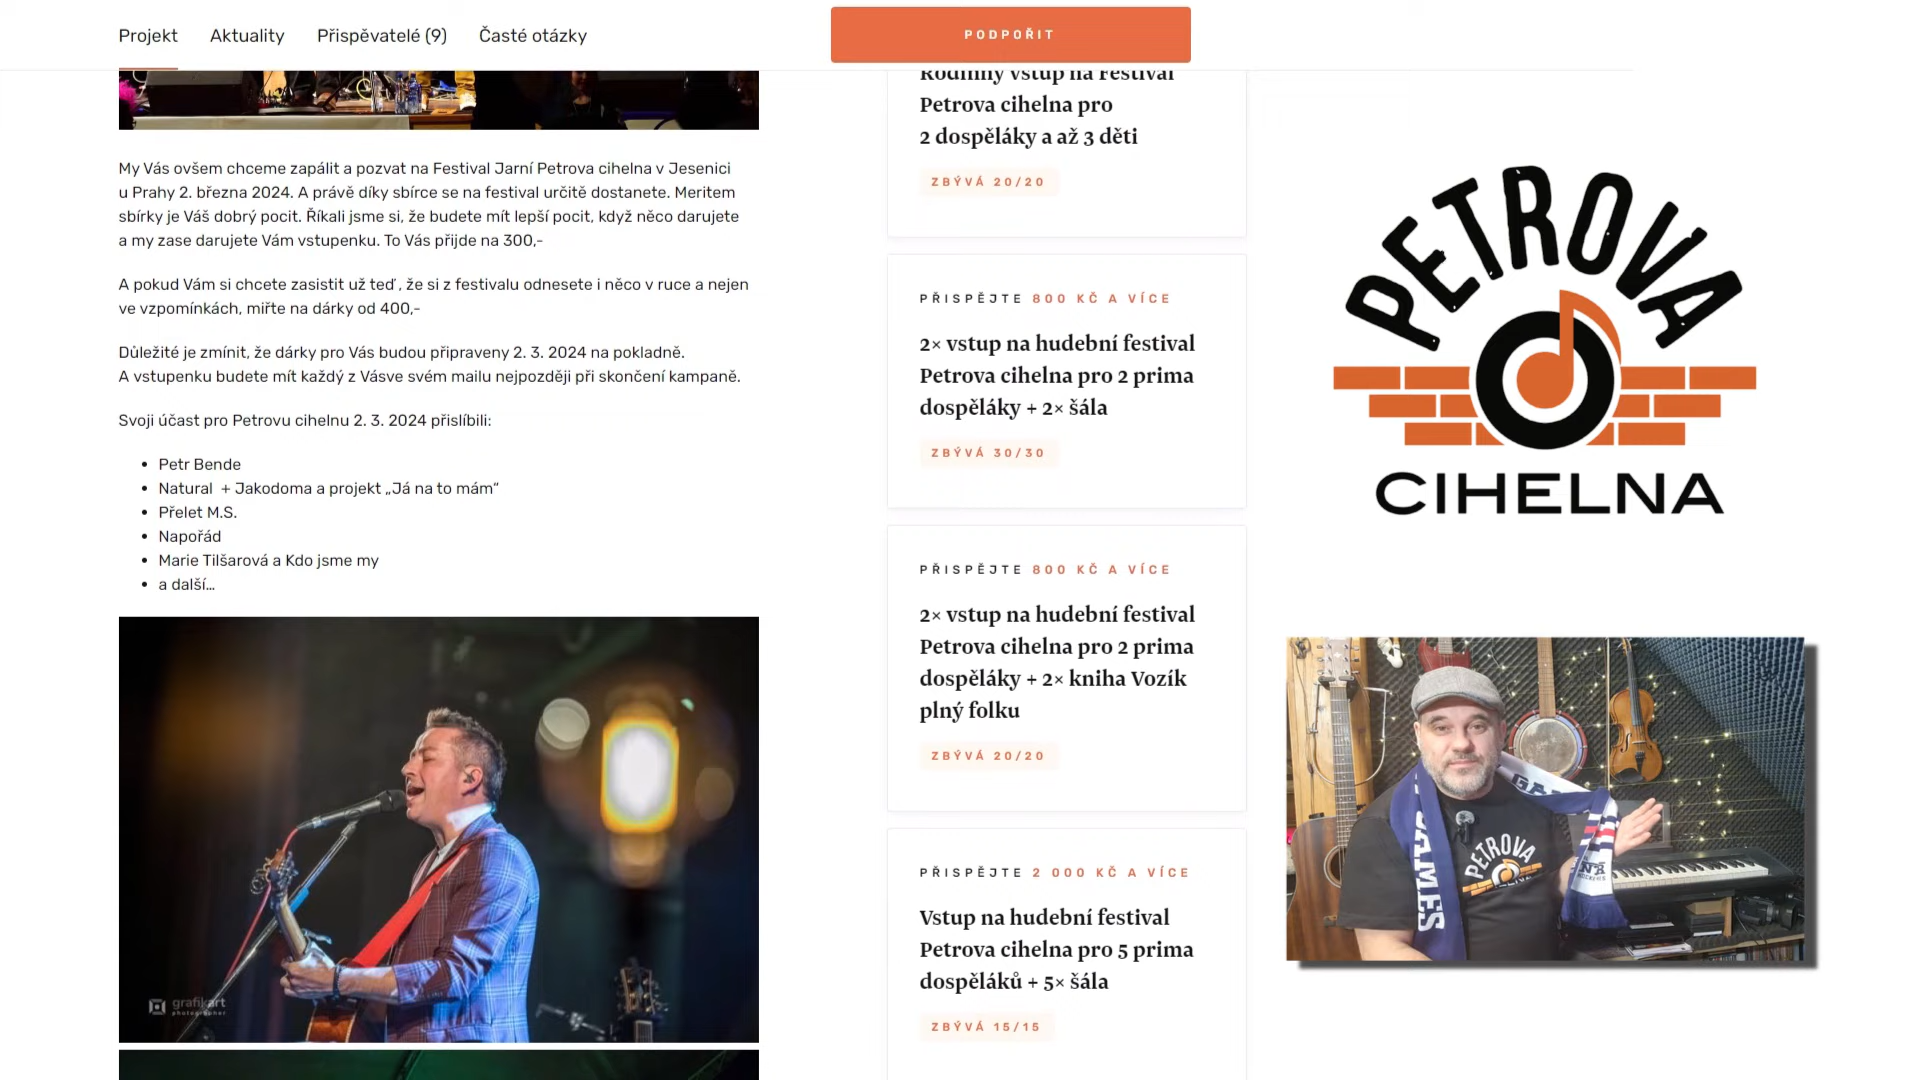 Projekt Aktuality Přispěvatelé (9) Časté otázky
PODPOŘIT
My Vás ovšem chceme zapálit a pozvat na Festival Jarní Petrova cihelna v Jesenici
u Prahy 2. března 2024. A právě díky sbírce se na festival určitě dostanete. Meritem
sbírky je Váš dobrý pocit. Říkali jsme si, že budete mít lepší pocit, když něco darujete
a my zase darujete Vám vstupenku. To Vás přijde na 300,-
A pokud Vám si chcete zasistit už teď, že si z festivalu odnesete i něco v ruce a nejen
ve vzpomínkách, miřte na dárky od 400,-
Důležité je zmínit, že dárky pro Vás budou připraveny 2. 3. 2024 na pokladně.
A vstupenku budete mít každý z Vásve svém mailu nejpozději při skončení kampaně.
Svoji účast pro Petrovu cihelnu 2. 3. 2024 přislíbili:
• Petr Bende
• Natural + Jakodoma a projekt „Já na to mám“
• Přelet M.S.
• Napořád
• Marie Tilšarová a Kdo jsme my
• a další...
grafikart
photographer
Rodinný vstup na Festival
Petrova cihelna pro
2 dospěláky a až 3 děti
ZBÝVÁ 20/20
PŘISPĚJTE 800 KČ A VÍCE
2× vstup na hudební festival
Petrova cihelna pro 2 prima
dospěláky + 2× šála
ZBÝVÁ 30/30
PŘISPĚJTE 800 KČ A VÍCE
2× vstup na hudební festival
Petrova cihelna pro 2 prima
dospěláky + 2× kniha Vozík
plný folku
ZBÝVÁ 20/20
PŘISPĚJTE 2 000 KČ A VÍCE
Vstup na hudební festival
Petrova cihelna pro 5 prima
dospěláků + 5× šála
ZBÝVÁ 15/15
PETROVA
CIHELNA
PETROVA
GAMES